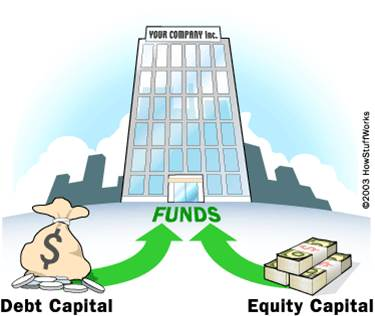 YOUR COMPANY Inc.
FUNDS
$
Debt Capital
Equity Capital
©2003 HowStuffWorks